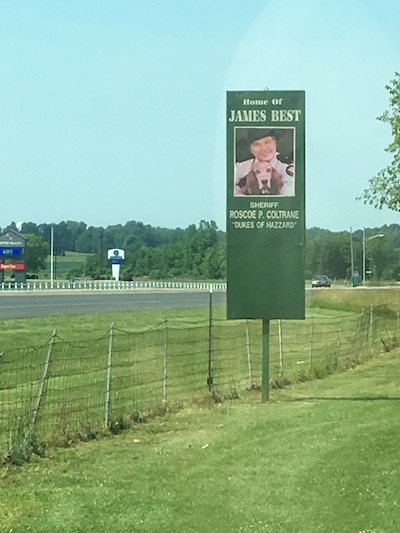 Home Of
JAMES BEST
SHERIFF
ROSCOE P. COLTRANE
"DUKES OF HAZZARD"